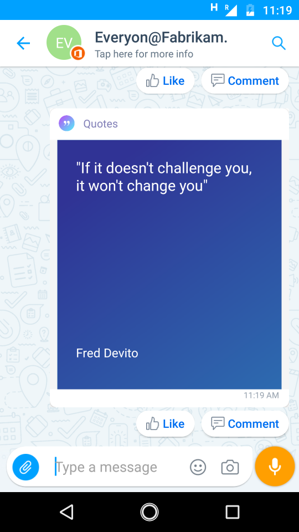 H R 11:19
EV Everyon@Fabrikam.
Tap here for more info
Like Comment
Quotes
"If it doesn't challenge you,
it won't change you"
Fred Devito
11:19 AM
Like Comment
Type a message